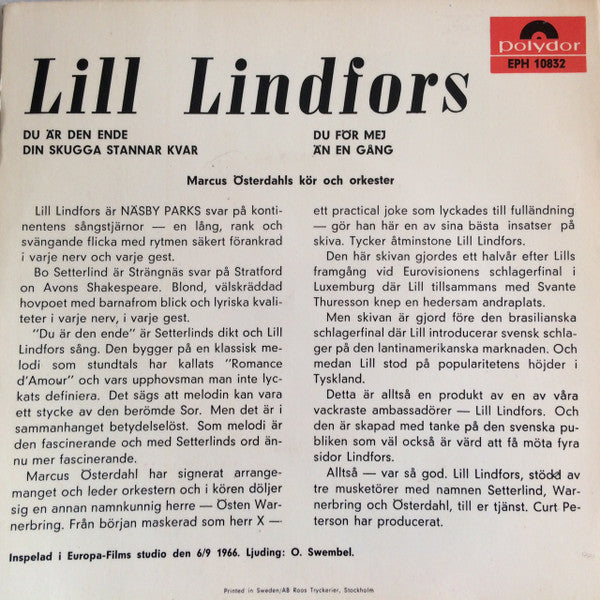 polydor
EPH 10832
Lill Lindfors
DU ÄR DEN ENDE
DIN SKUGGA STANNAR KVAR
DU FÖR MEJ
ÄN EN GÅNG
Marcus Österdahls kör och orkester
Lill Lindfors är NÄSBY PARKS svar på konti-
nentens sångstjärnor — en lång, rank och
svängande flicka med rytmen säkert förankrad
i varje nerv och varje gest.
Bo Setterlind är Strängnäs svar på Stratford
on Avons Shakespeare. Blond, välskräddad
hovpoet med barnafrom blick och lyriska kvali-
teter i varje nerv, i varje gest.
"Du är den ende" är Setterlinds dikt och Lill
Lindfors sång. Den bygger på en klassisk me-
lodi som stundtals har kallats "Romance
d'Amour" och vars upphovsman man inte lyc-
kats definiera. Det sägs att melodin kan vara
ett stycke av den berömde Sor. Men det är i
sammanhanget betydelselöst. Som melodi är
den fascinerande och med Setterlinds ord än-
nu mer fascinerande.
Marcus Österdahl har signerat arrange-
manget och leder orkestern och i kören döljer
sig en annan namnkunnig herre — Östen War-
nerbring. Från början maskerad som herr X —
ett practical joke som lyckades till fulländning
— gör han här en av sina bästa insatser på
skiva. Tycker åtminstone Lill Lindfors.
Den här skivan gjordes ett halvår efter Lills
framgång vid Eurovisionens schlagerfinal i
Luxemburg där Lill tillsammans med Svante
Thuresson knep en hedersam andraplats.
Men skivan är gjord före den brasilianska
schlagerfinal där Lill introducerar svensk schla-
ger på den lantinamerikanska marknaden. Och
medan Lill stod på popularitetens höjder i
Tyskland.
Detta är alltså en produkt av en av våra
vackraste ambassadörer — Lill Lindfors. Och
den är skapad med tanke på den svenska pu-
bliken som väl också är värd att få möta fyra
sidor Lindfors.
Alltså — var så god. Lill Lindfors, stödd av
tre musketörer med namnen Setterlind, War-
nerbring och Österdahl, till er tjänst. Curt Pe-
terson har producerat.
Inspelad i Europa-Films studio den 6/9 1966. Ljuding: O. Swembel.
Printed in Sweden/AB Roos Tryckerier, Stockholm